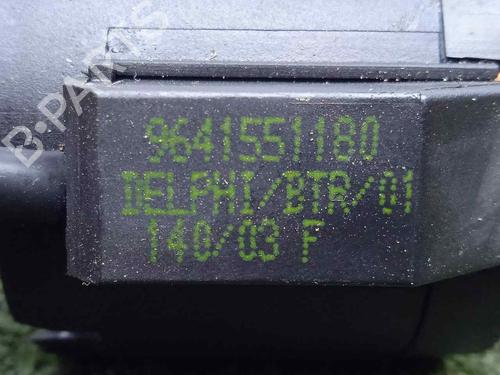 B-PARTS
9641551180
DELPHI/BTR/01
140/03 F